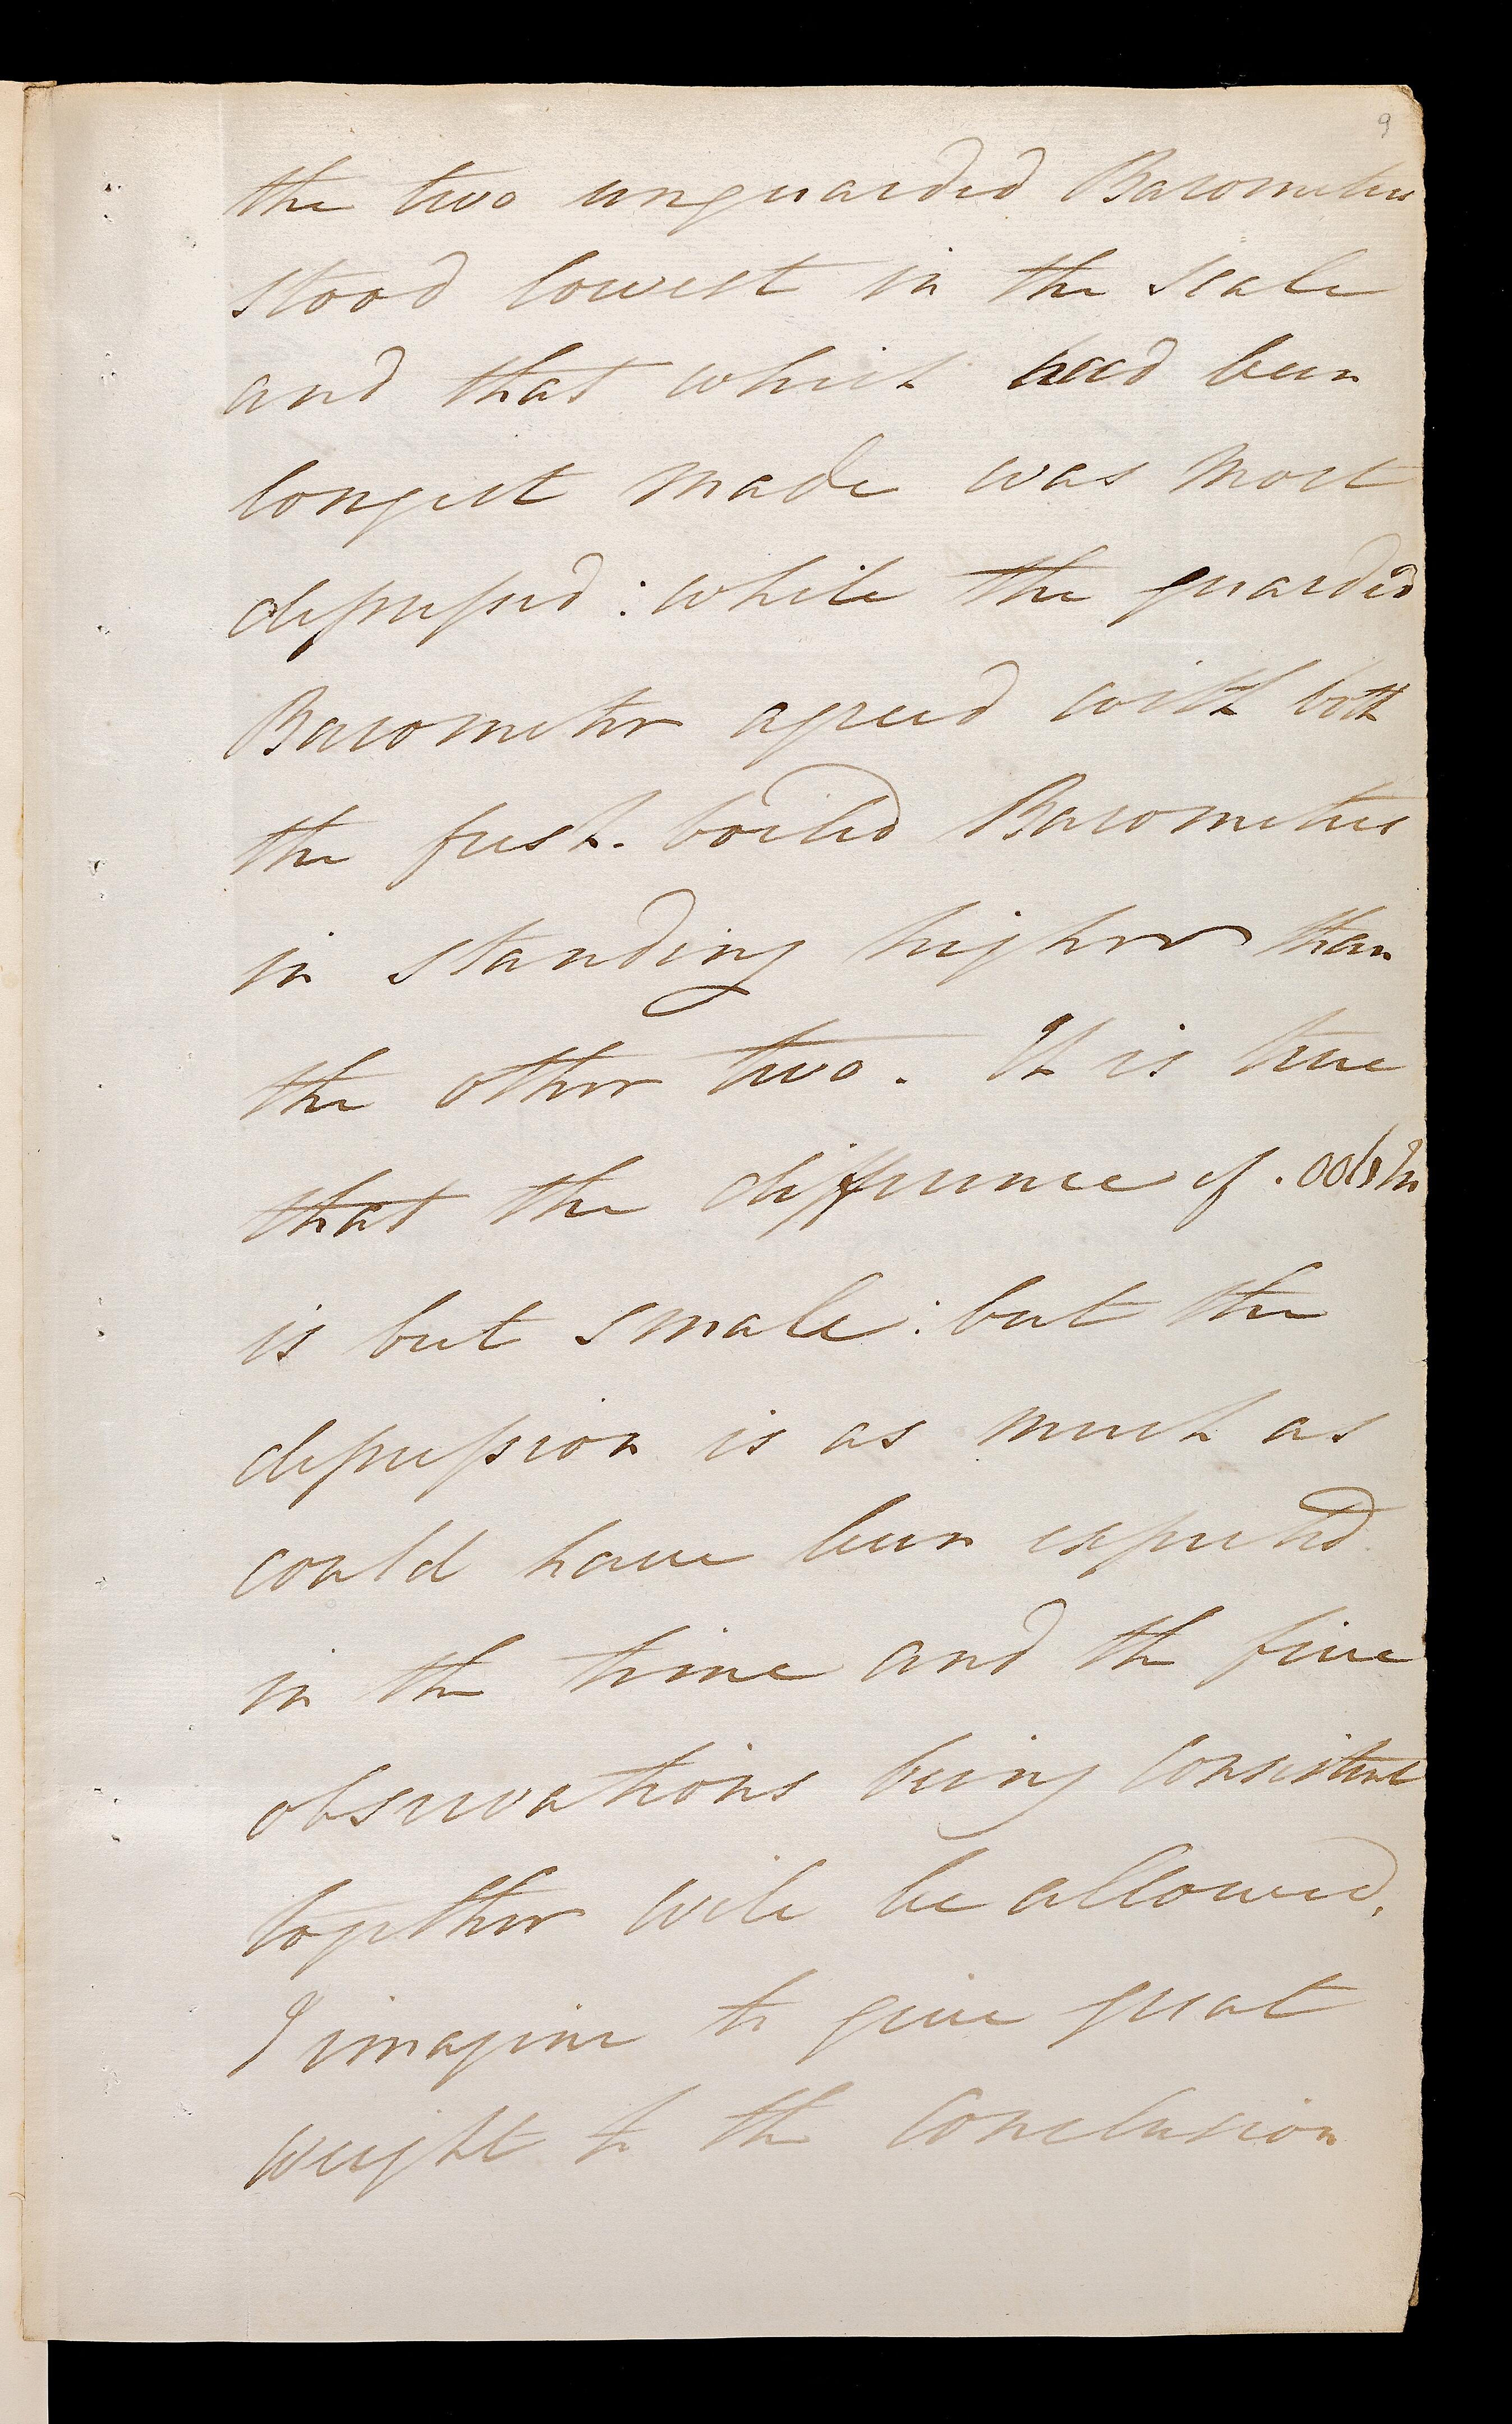 9
the two unguarded Barometers
stood lowest in the scale
and that which had been
longest made was most
depressed: while the guarded
Barometer agreed with both
the fresh-boiled Barometers
in standing higher than
the other two. It is true
that the difference of
is but small: but the
depression is as much as
could have been expected
in the time and the five
observations being consistent
together will be allowed,
I imagine to give great
weight to the conclusion